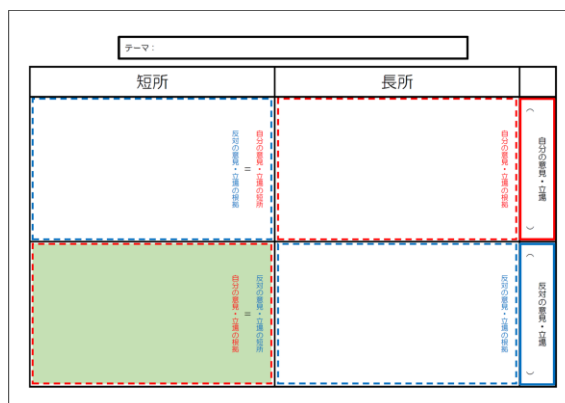 テーマ：
短所
長所
︵
自分の意見・立場
︶
自分の意見・立場の根拠
自分の意見・立場の短所
＝
反対の意見・立場の根拠
︵
反対の意見・立場
︶
反対の意見・立場の根拠
反対の意見・立場の短所
＝
自分の意見・立場の根拠